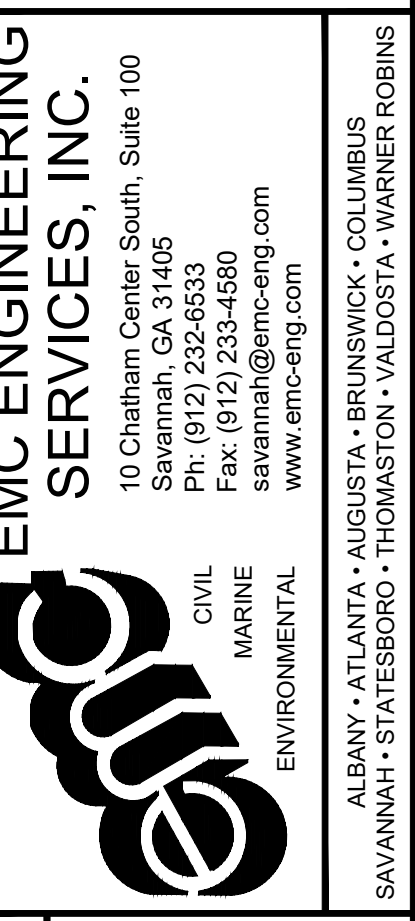 EMC ENGINEERING
SERVICES, INC.
10 Chatham Center South, Suite 100
Savannah, GA 31405
Ph: (912) 232-6533
Fax: (912) 233-4580
savannah@emc-eng.com
www.emc-eng.com
emc
CIVIL
MARINE
ENVIRONMENTAL
ALBANY • ATLANTA • AUGUSTA • BRUNSWICK • COLUMBUS
SAVANNAH • STATESBORO • THOMASTON • VALDOSTA • WARNER ROBINS